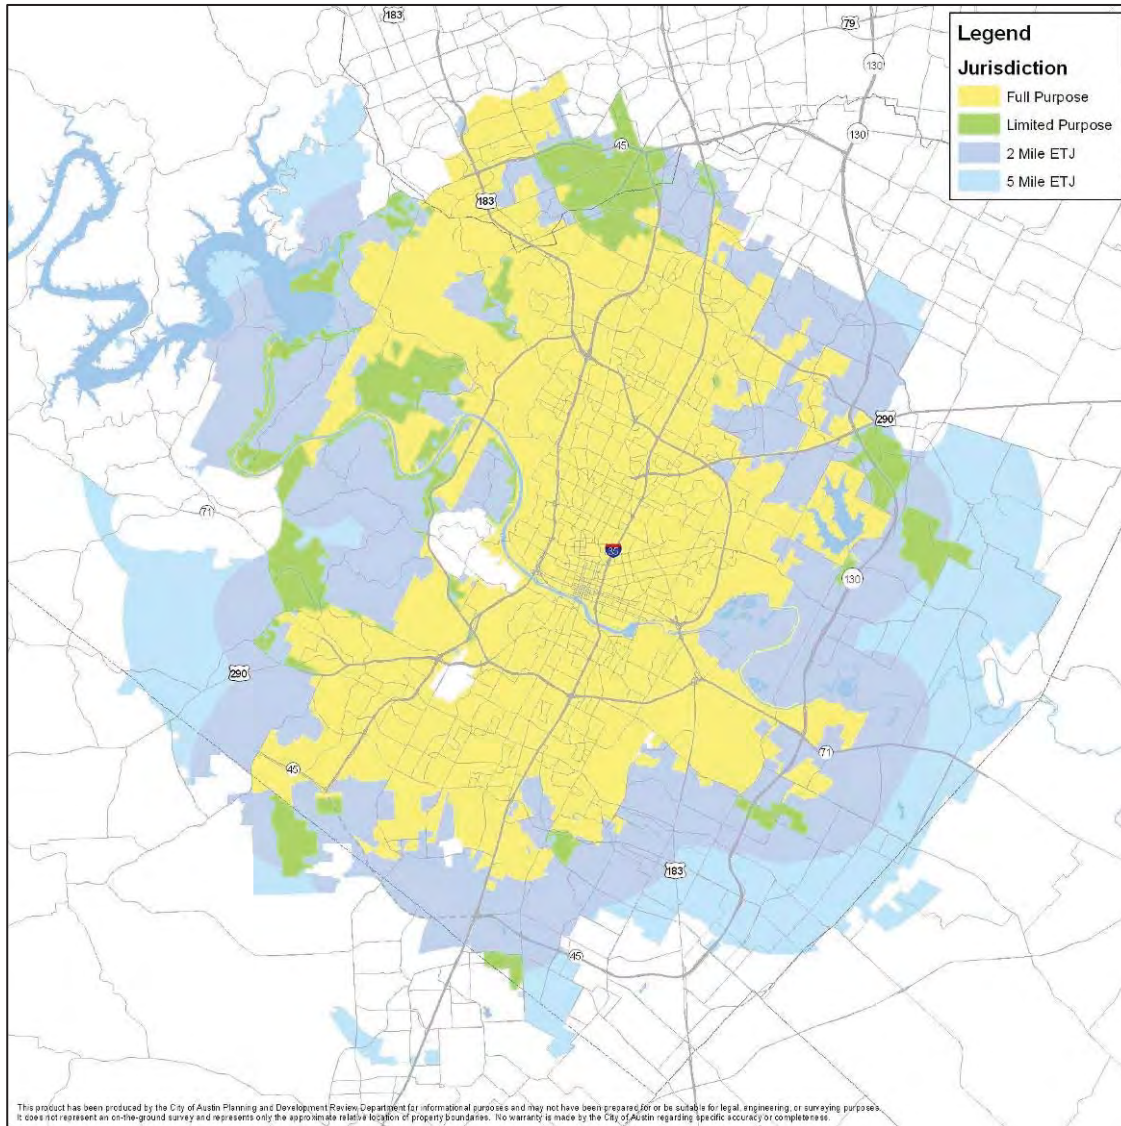 183
79
Legend
Jurisdiction
Full Purpose
Limited Purpose
2 Mile ETJ
5 Mile ETJ
130
130
45
183
290
71
35
130
290
71
45
183
45
This product has been produced by the City of Austin Planning and Development Review Department for informational purposes and may not have been prepared for or be suitable for legal, engineering, or surveying purposes.
It does not represent an on-the-ground survey and represents only the approximate relative location of property boundaries. No warranty is made by the City of Austin regarding specific accuracy or completeness.